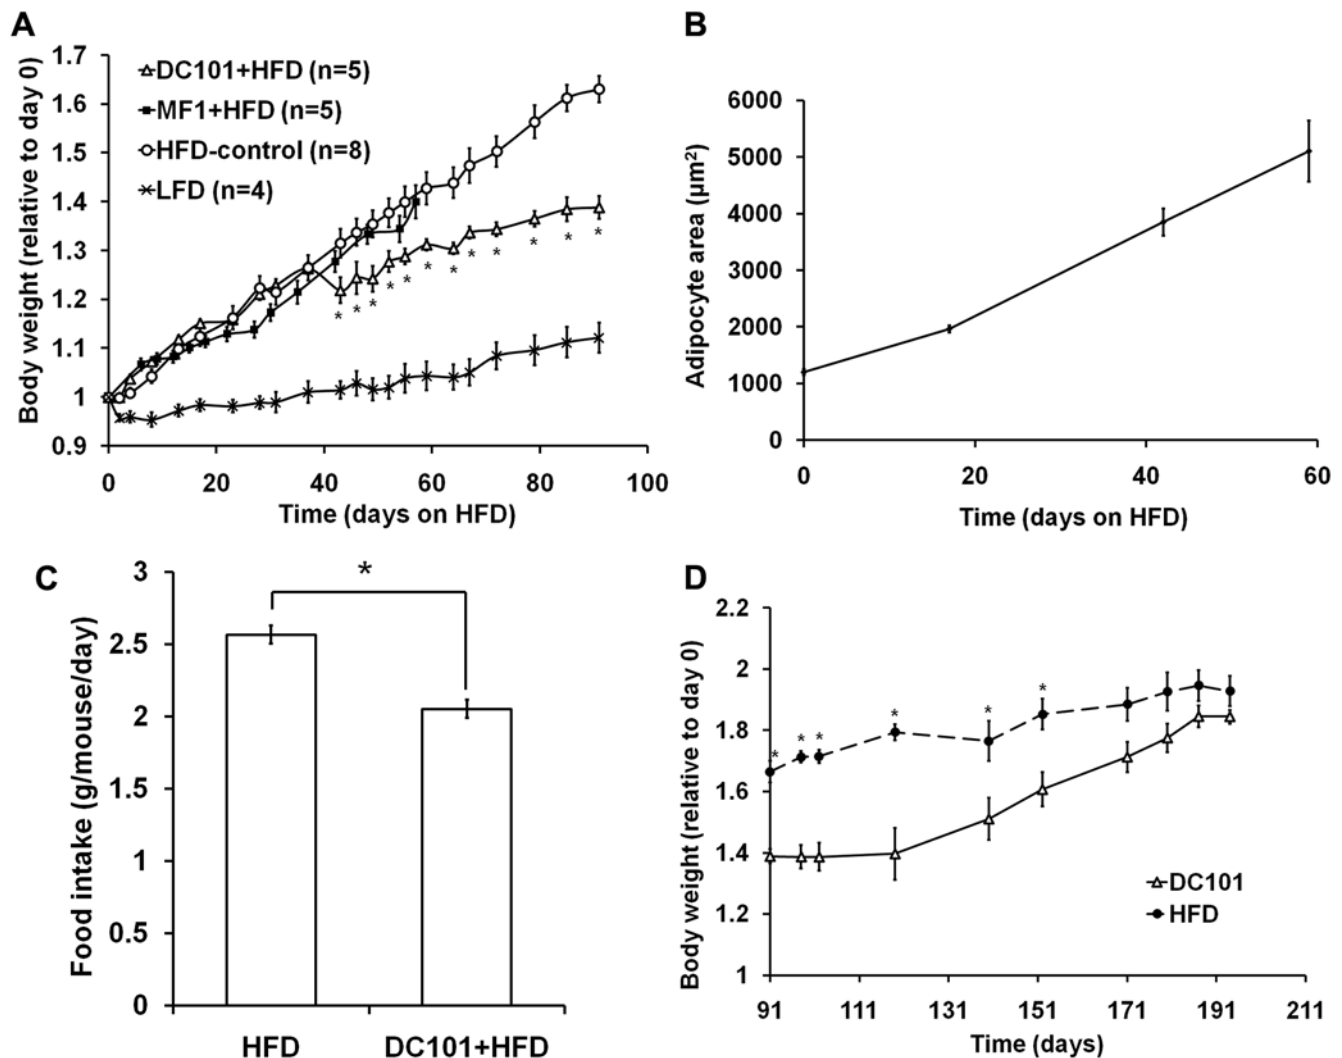 A
Body weight (relative to day 0)
1.7
1.6
1.5
1.4
1.3
1.2
1.1
1
0.9
DC101+HFD (n=5)
MF1+HFD (n=5)
HFD-control (n=8)
LFD (n=4)
* * * * * * * * * * * *
0 20 40 60 80 100
Time (days on HFD)
B
Adipocyte area (µm²)
6000
5000
4000
3000
2000
1000
0
0 20 40 60
Time (days on HFD)
C
Food intake (g/mouse/day)
3
2.5
2
1.5
1
0.5
0
*
HFD DC101+HFD
D
Body weight (relative to day 0)
2.2
2
1.8
1.6
1.4
1.2
1
* * * * * *
DC101
HFD
91 111 131 151 171 191 211
Time (days)